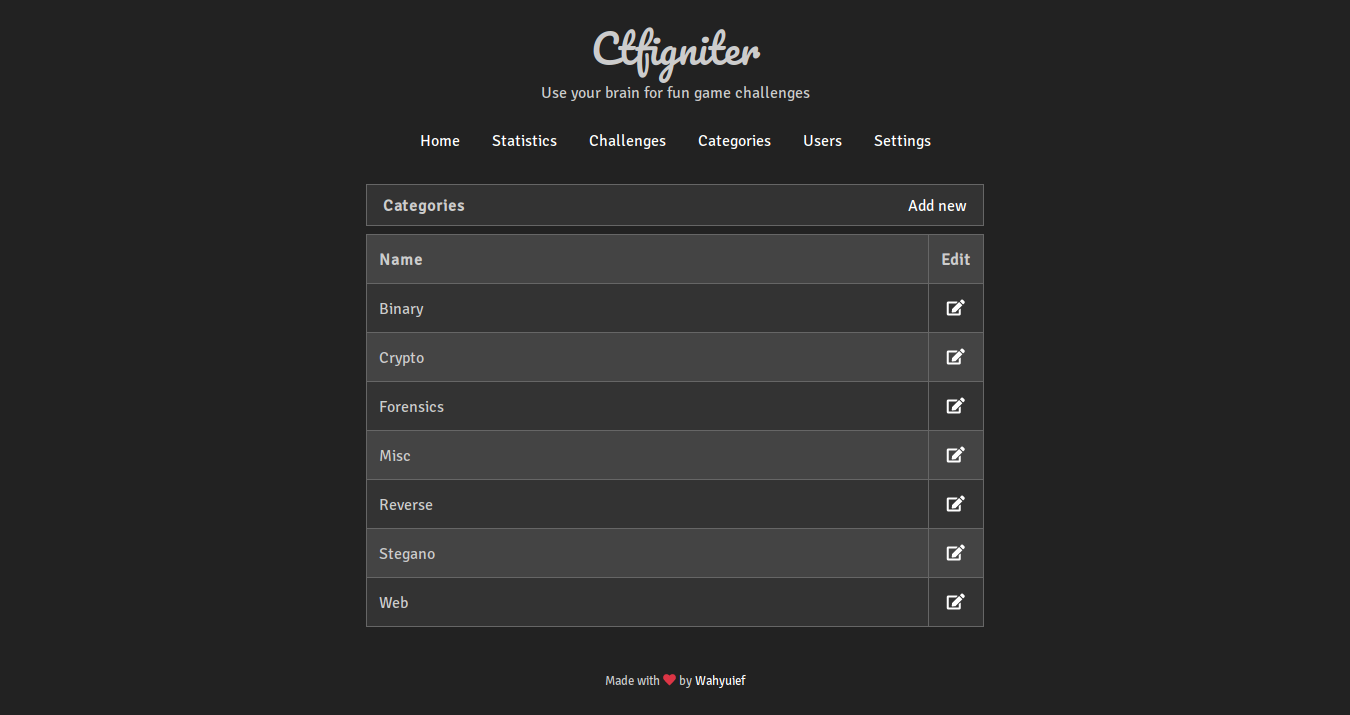 Ctfigniter
Use your brain for fun game challenges
Home Statistics Challenges Categories Users Settings
Categories Add new
Name Edit
Binary
Crypto
Forensics
Misc
Reverse
Stegano
Web
Made with ❤ by Wahyuief